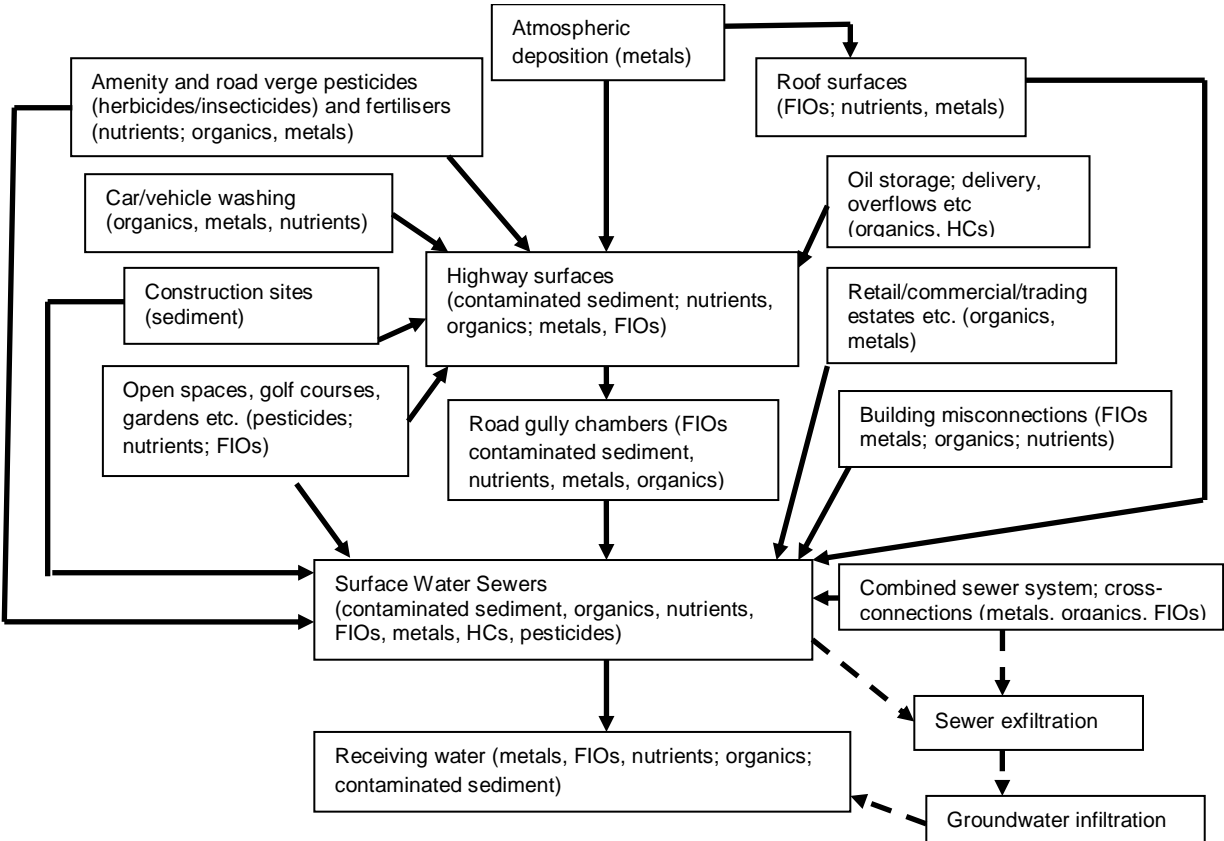 Atmospheric
deposition (metals)
Amenity and road verge pesticides
(herbicides/insecticides) and fertilisers
(nutrients; organics, metals)
Roof surfaces
(FIOs; nutrients, metals)
Car/vehicle washing
(organics, metals, nutrients)
Oil storage; delivery,
overflows etc
(organics, HCs)
Construction sites
(sediment)
Highway surfaces
(contaminated sediment; nutrients,
organics; metals, FIOs)
Retail/commercial/trading
estates etc. (organics,
metals)
Open spaces, golf courses,
gardens etc. (pesticides;
nutrients; FIOs)
Road gully chambers (FIOs
contaminated sediment,
nutrients, metals, organics)
Building misconnections (FIOs
metals; organics; nutrients)
Surface Water Sewers
(contaminated sediment, organics, nutrients,
FIOs, metals, HCs, pesticides)
Combined sewer system; cross-
connections (metals, organics, FIOs)
Sewer exfiltration
Receiving water (metals, FIOs, nutrients; organics;
contaminated sediment)
Groundwater infiltration